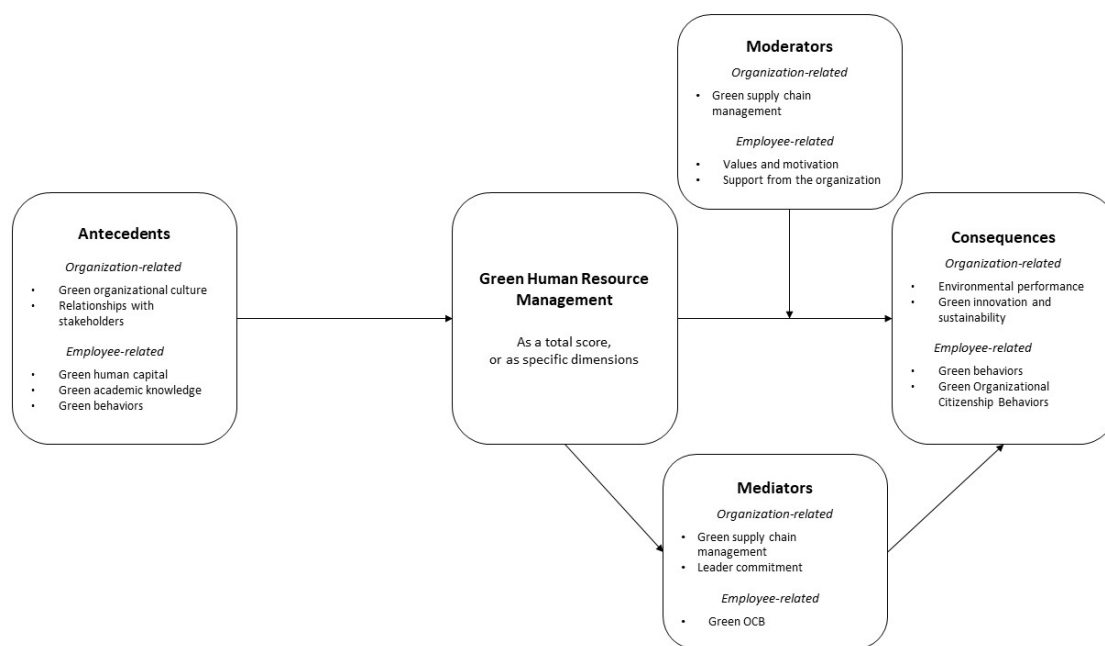 Moderators
Organization-related
• Green supply chain
management
Employee-related
• Values and motivation
• Support from the organization
Antecedents
Organization-related
• Green organizational culture
• Relationships with
stakeholders
Employee-related
• Green human capital
• Green academic knowledge
• Green behaviors
Green Human Resource
Management
As a total score,
or as specific dimensions
Consequences
Organization-related
• Environmental performance
• Green innovation and
sustainability
Employee-related
• Green behaviors
• Green Organizational
Citizenship Behaviors
Mediators
Organization-related
• Green supply chain
management
• Leader commitment
Employee-related
• Green OCB